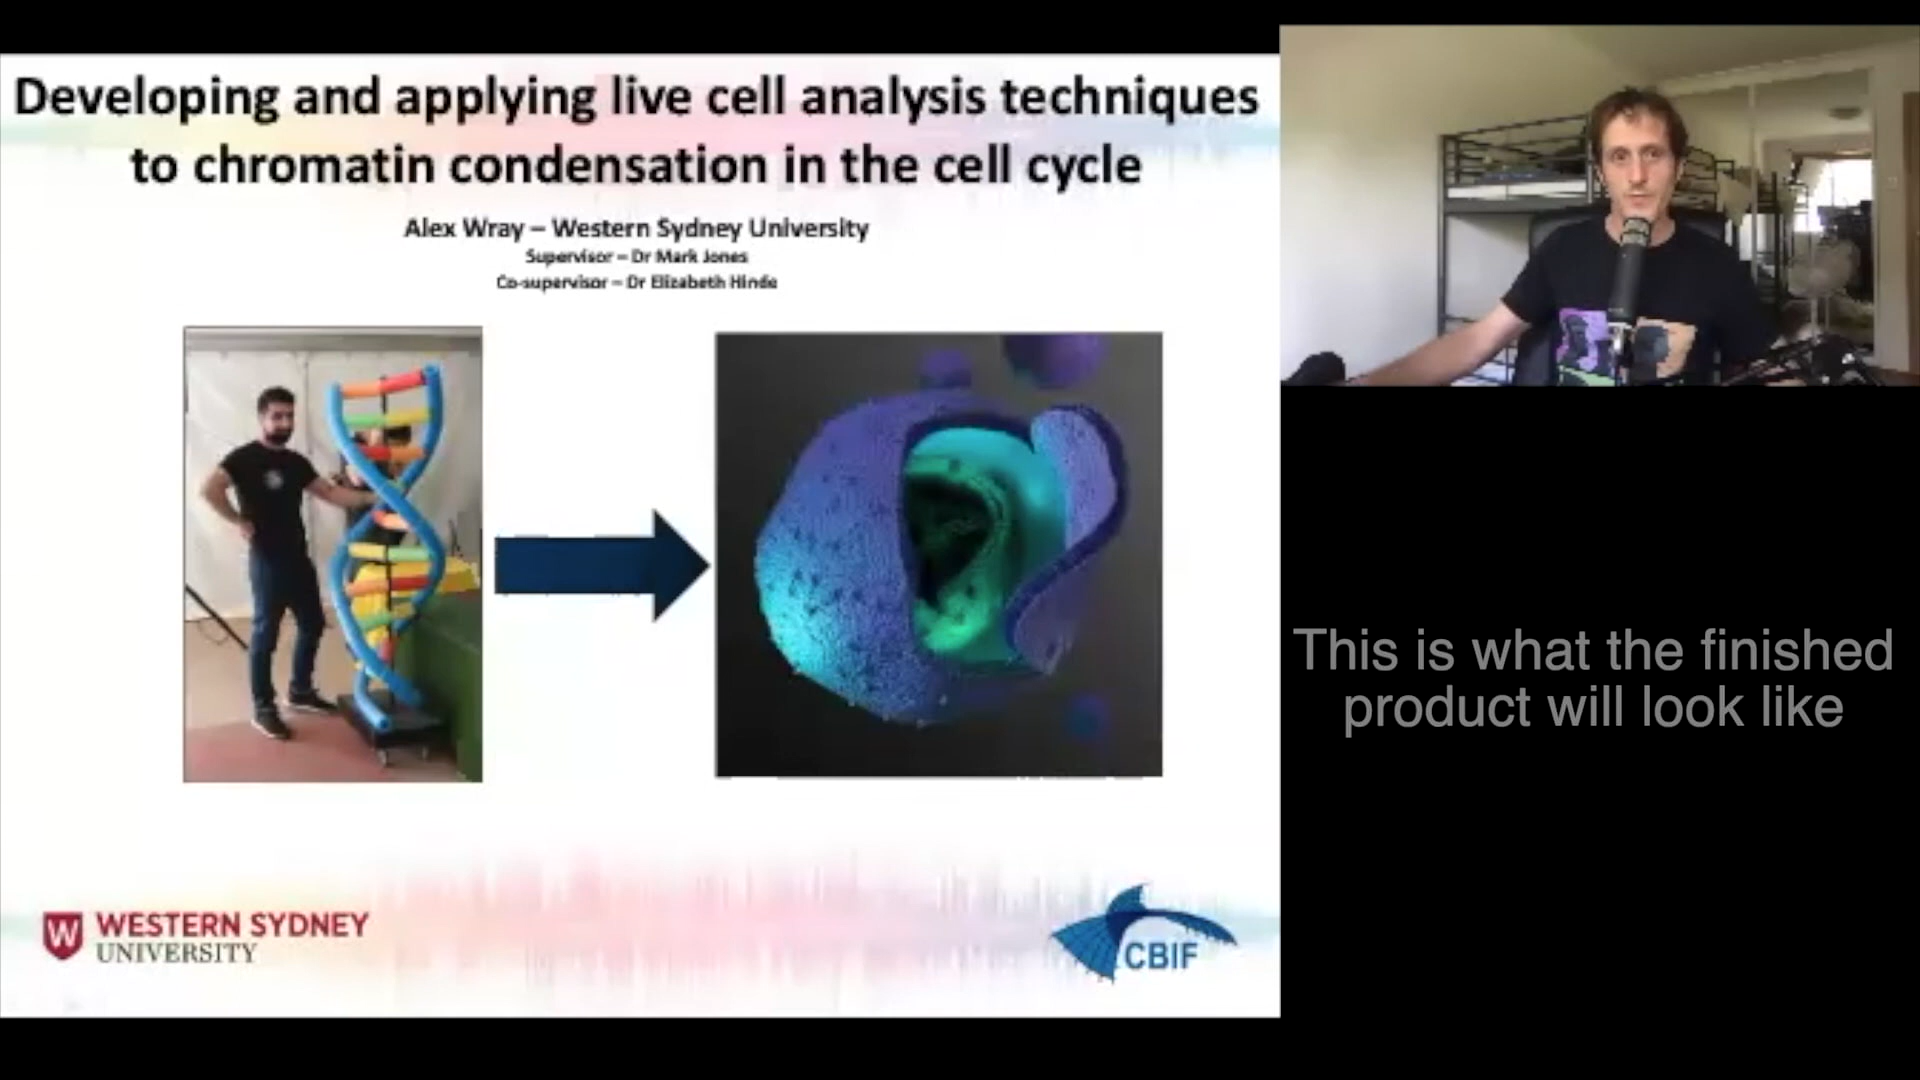 Developing and applying live cell analysis techniques
to chromatin condensation in the cell cycle
Alex Wray – Western Sydney University
Supervisor – Dr Mark Jones
Co-supervisor – Dr Elizabeth Hinde
W WESTERN SYDNEY
UNIVERSITY
CBIF
This is what the finished
product will look like